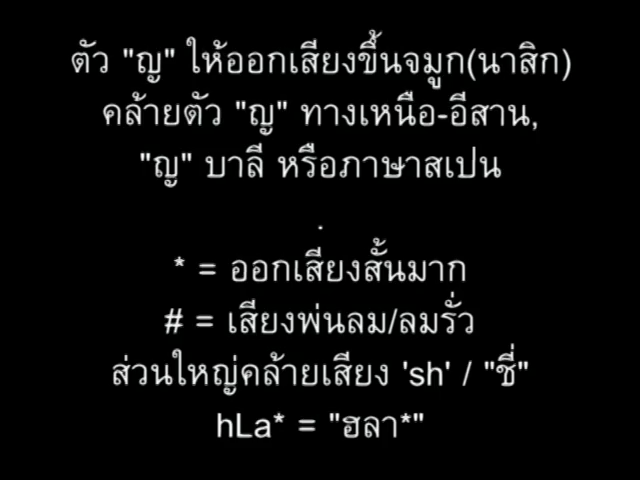 ตัว "ญ" ให้ออกเสียงขึ้นจมูก(นาสิก)
คล้ายตัว "ญ" ทางเหนือ-อีสาน,
"ญ" บาลี หรือภาษาสเปน
.
* = ออกเสียงสั้นมาก
# = เสียงพ่นลม/ลมรั่ว
ส่วนใหญ่คล้ายเสียง 'sh' / "ชี่"
hLa* = "ฮลา*"